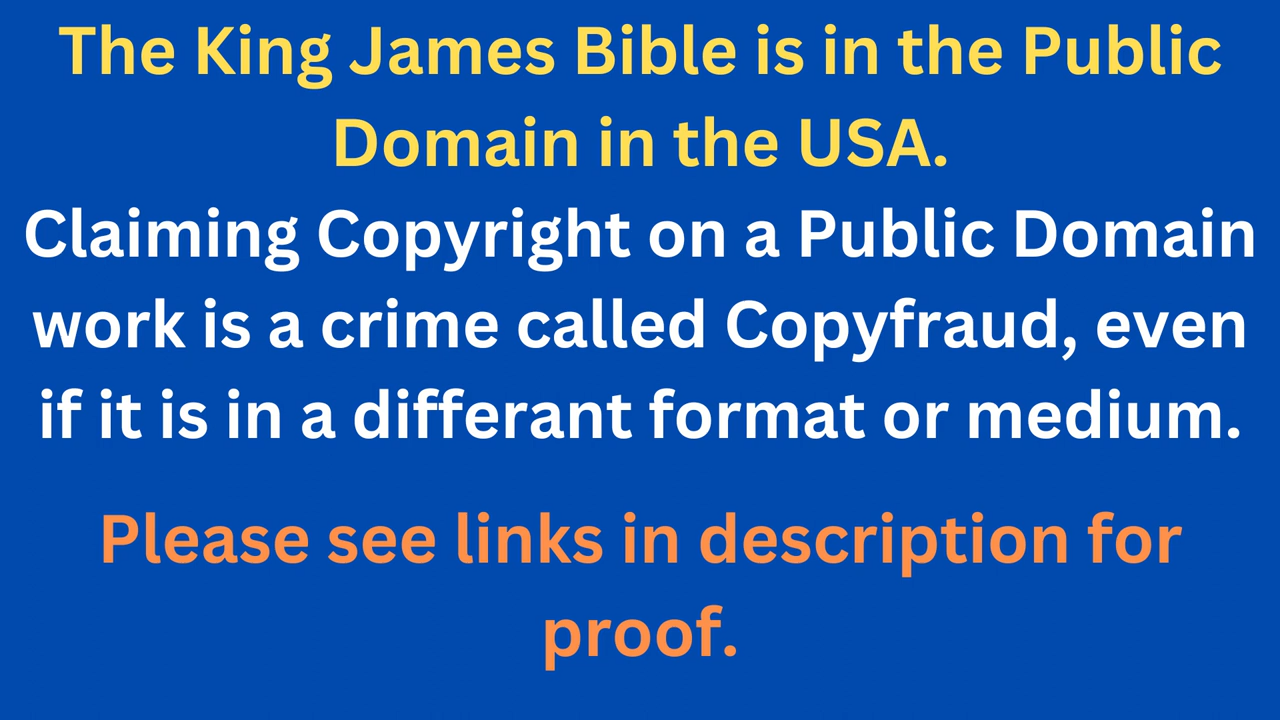 The King James Bible is in the Public
Domain in the USA.
Claiming Copyright on a Public Domain
work is a crime called Copyfraud, even
if it is in a differant format or medium.
Please see links in description for
proof.